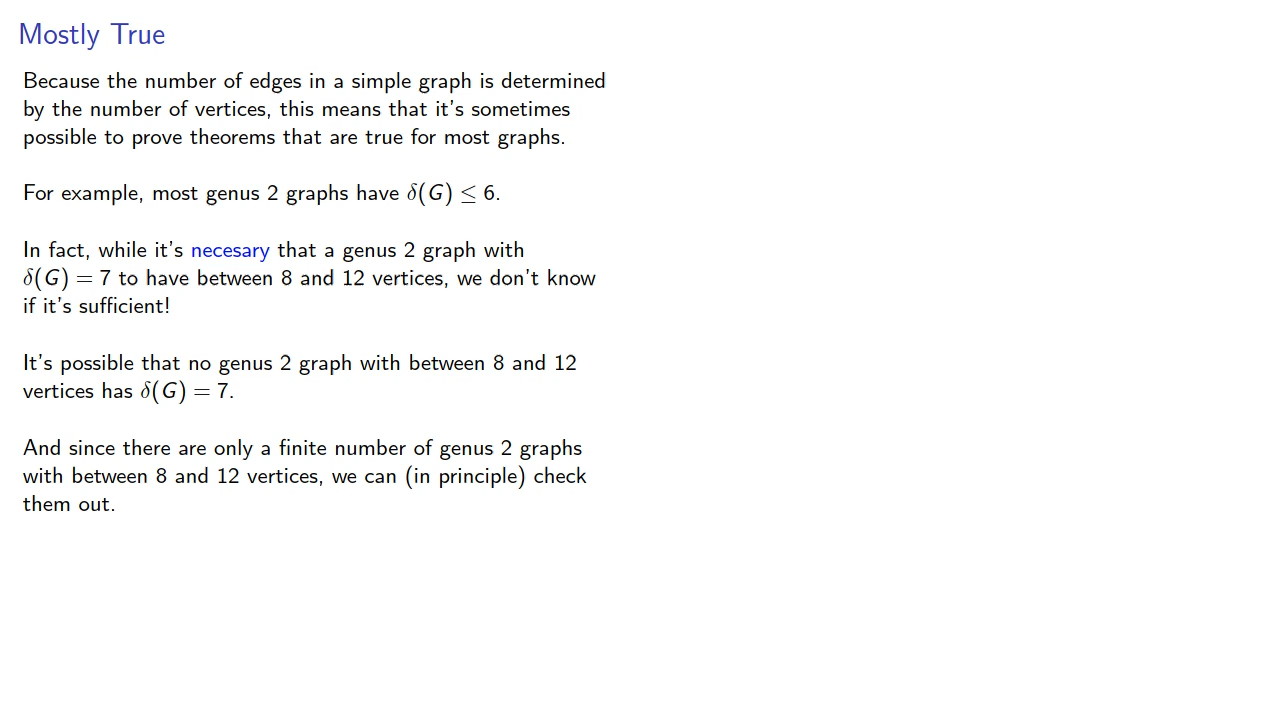 Mostly True
Because the number of edges in a simple graph is determined
by the number of vertices, this means that it's sometimes
possible to prove theorems that are true for most graphs.
For example, most genus 2 graphs have δ(G) ≤ 6.
In fact, while it's necesary that a genus 2 graph with
δ(G) = 7 to have between 8 and 12 vertices, we don't know
if it's sufficient!
It's possible that no genus 2 graph with between 8 and 12
vertices has δ(G) = 7.
And since there are only a finite number of genus 2 graphs
with between 8 and 12 vertices, we can (in principle) check
them out.